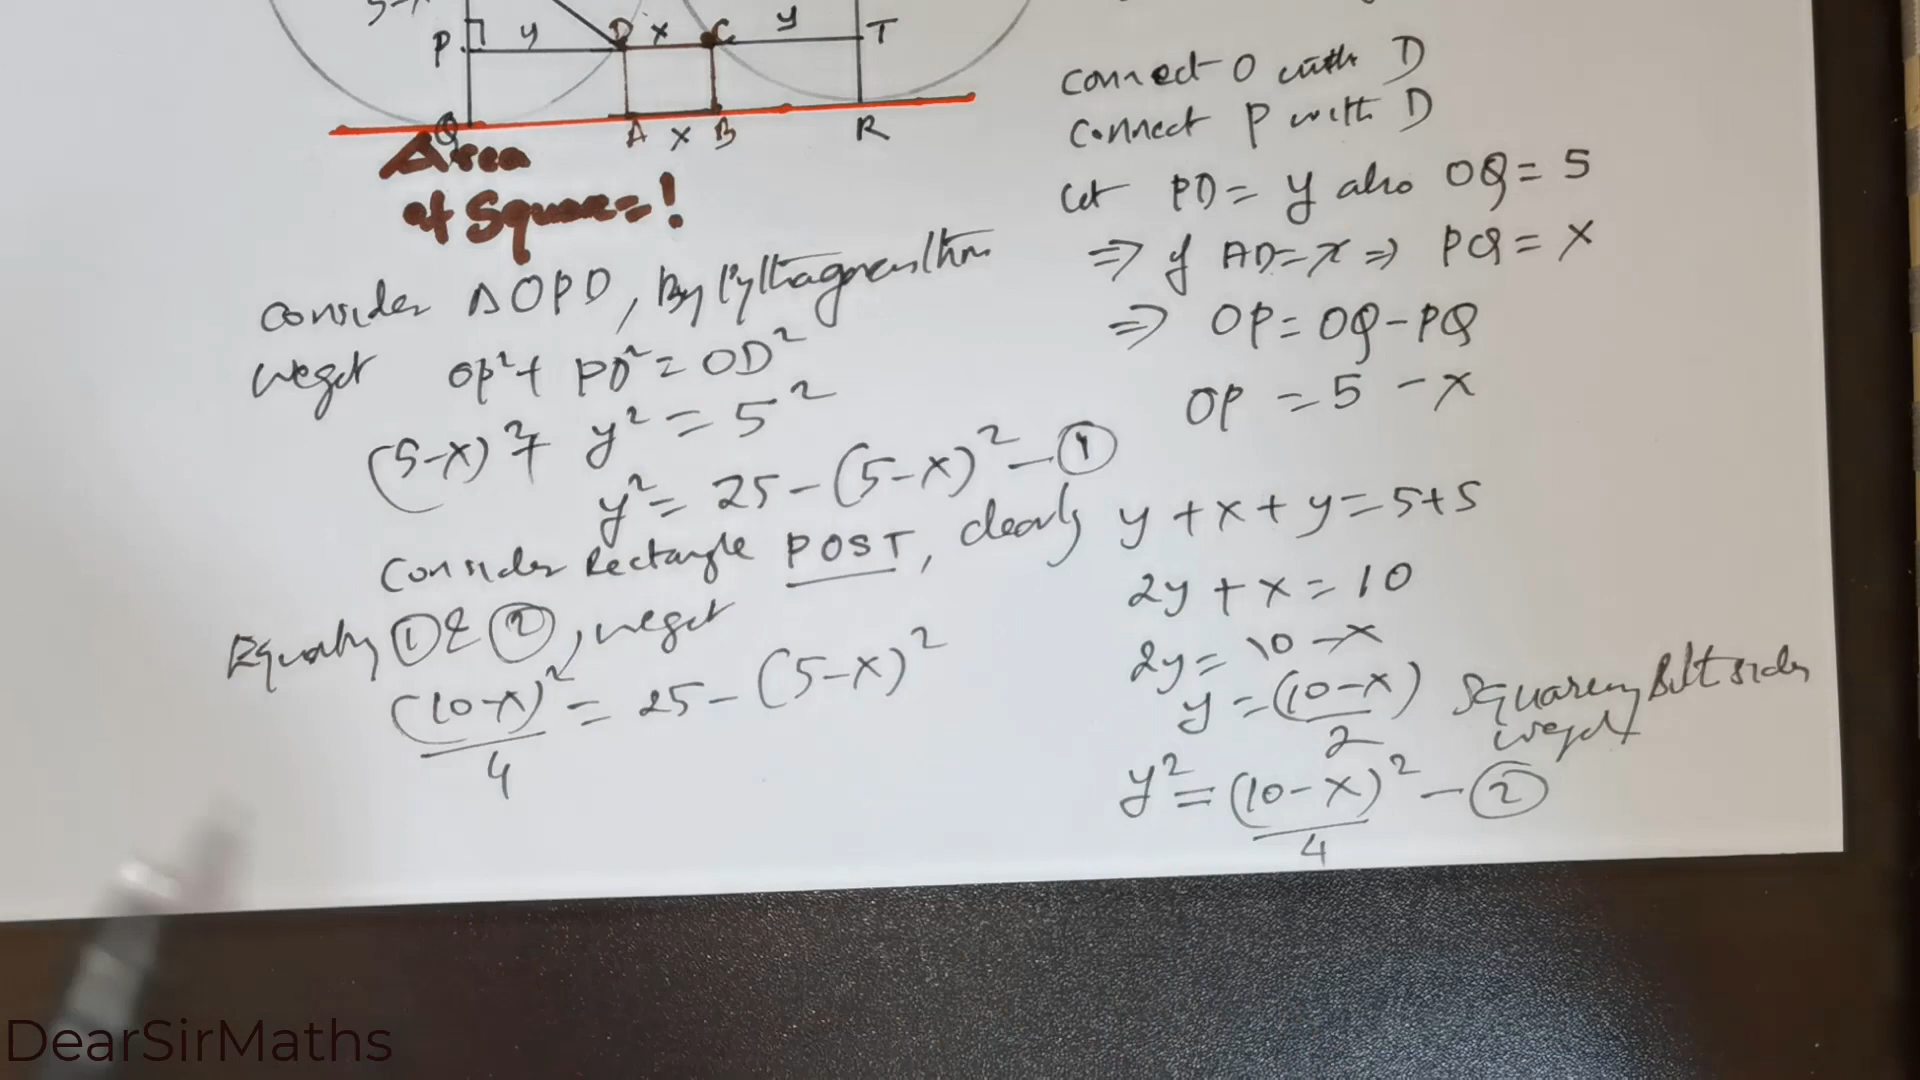 5-x
P y D x C y T
Q A x B R
Area
of Square = !
Connect O with D
Connect P with D
Let PD = y also OQ = 5
⇒ if AD = x ⇒ PQ = x
⇒ OP = OQ - PQ
OP = 5 - x
Consider ΔOPD, By Pythagorean thm
we get OP² + PD² = OD²
(5-x)² + y² = 5²
y² = 25 - (5-x)² - ①
Consider Rectangle POST, clearly y + x + y = 5+5
2y + x = 10
2y = 10 - x
y = (10-x)/2 Squaring Both sides
we get
y² = (10-x)²/4 - ②
Equating ① & ②, we get
(10-x)²/4 = 25 - (5-x)²
DearSirMaths